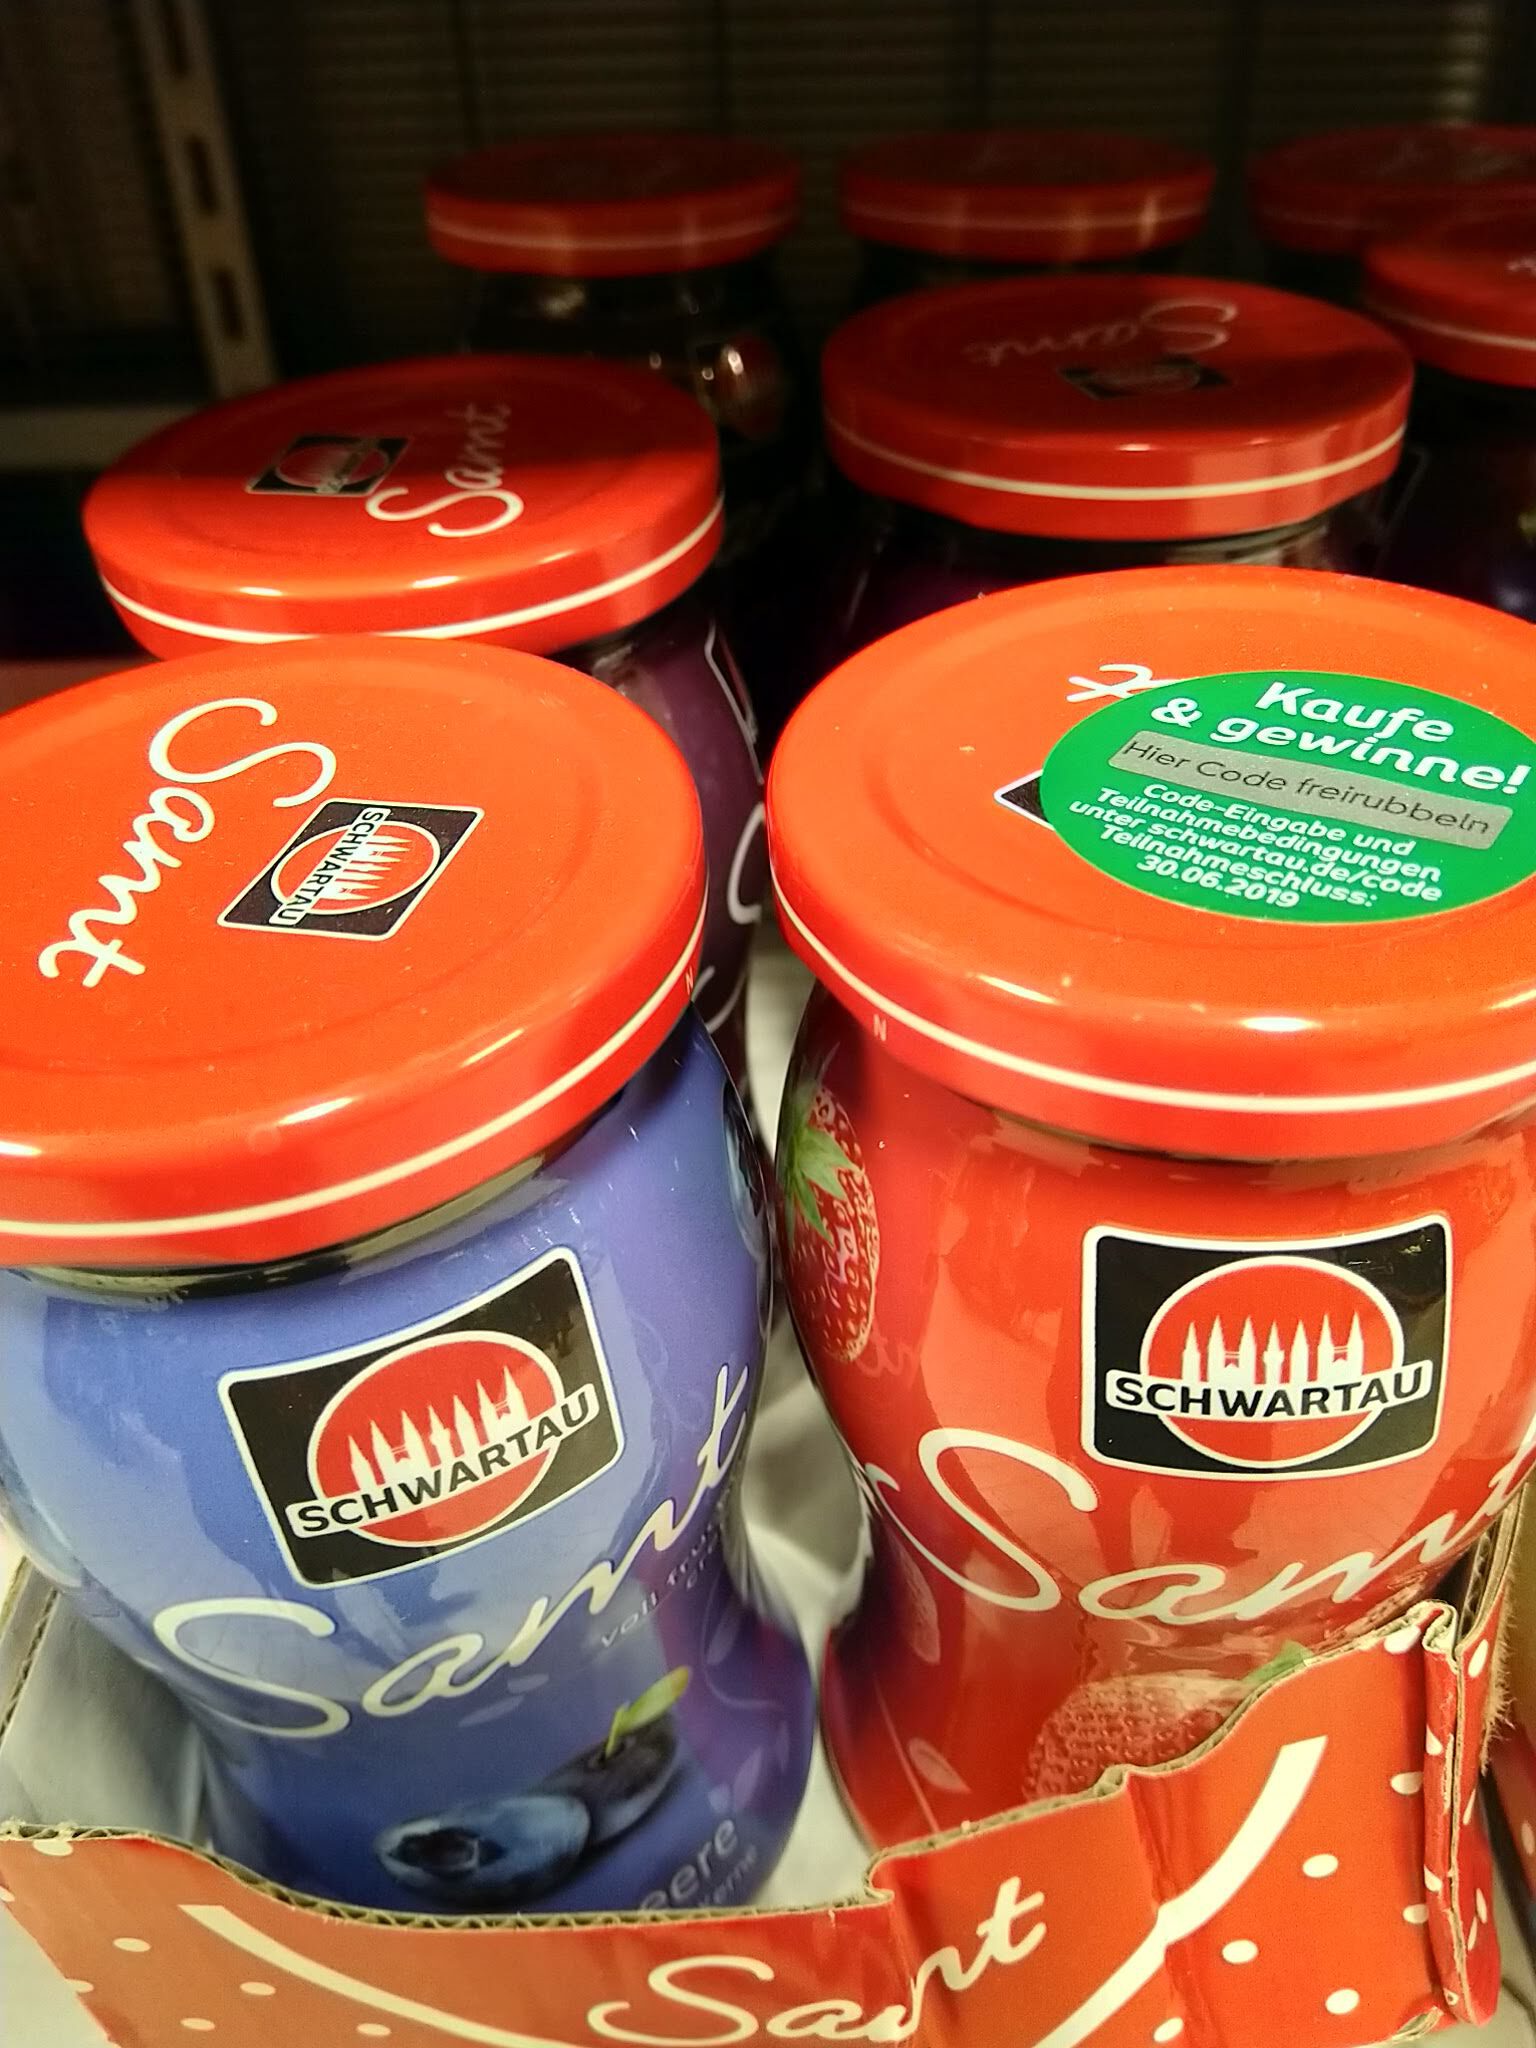 Samt
Samt
SCHWARTAU
Samt
SCHWARTAU
Kaufe
& gewinne!
Hier Code freirubbeln
Code-Eingabe und
Teilnahmebedingungen
unter schwartau.de/code
Teilnahmeschluss:
30.06.2019
N
N
SCHWARTAU
Samt
SCHWARTAU
Samt
Samt